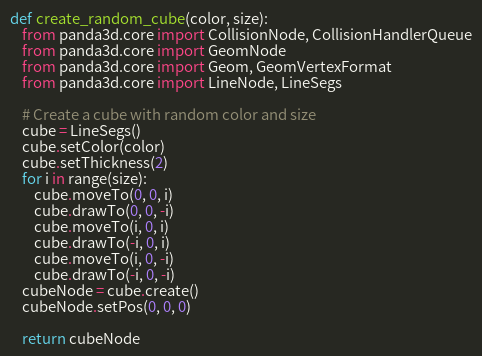 def create_random_cube(color, size):
from panda3d.core import CollisionNode, CollisionHandlerQueue
from panda3d.core import GeomNode
from panda3d.core import Geom, GeomVertexFormat
from panda3d.core import LineNode, LineSegs
# Create a cube with random color and size
cube = LineSegs()
cube.setColor(color)
cube.setThickness(2)
for i in range(size):
cube.moveTo(0, 0, i)
cube.drawTo(0, 0, -i)
cube.moveTo(i, 0, i)
cube.drawTo(-i, 0, i)
cube.moveTo(i, 0, -i)
cube.drawTo(-i, 0, -i)
cubeNode = cube.create()
cubeNode.setPos(0, 0, 0)
return cubeNode